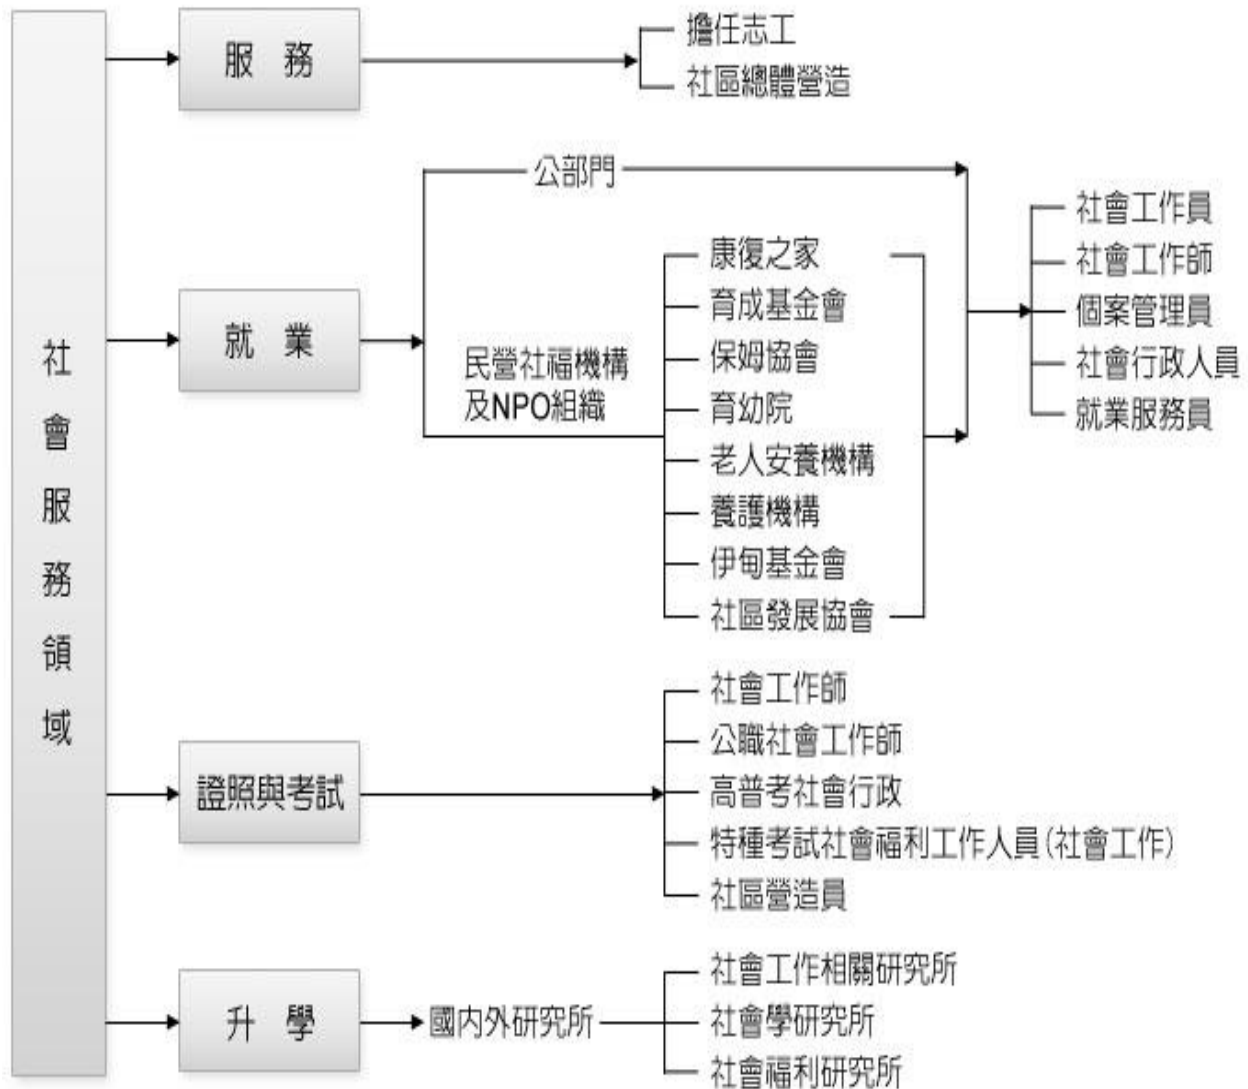 社會服務領域
服 務
擔任志工
社區總體營造
就 業
公部門
民營社福機構
及NPO組織
康復之家
育成基金會
保姆協會
育幼院
老人安養機構
養護機構
伊甸基金會
社區發展協會
社會工作員
社會工作師
個案管理員
社會行政人員
就業服務員
證照與考試
社會工作師
公職社會工作師
高普考社會行政
特種考試社會福利工作人員(社會工作)
社區營造員
升 學
國內外研究所
社會工作相關研究所
社會學研究所
社會福利研究所